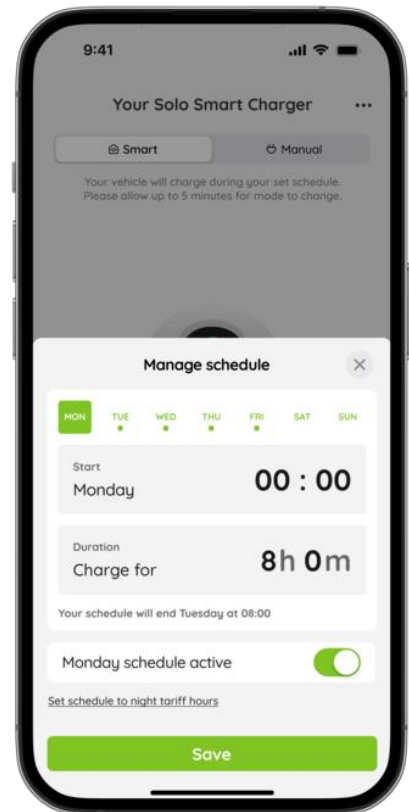 9:41
Your Solo Smart Charger
Smart
Manual
Your vehicle will charge during your set schedule.
Please allow up to 5 minutes for mode to change.
Manage schedule
MON TUE WED THU FRI SAT SUN
Start
Monday
00 : 00
Duration
Charge for
8h 0m
Your schedule will end Tuesday at 08:00
Monday schedule active
Set schedule to night tariff hours
Save